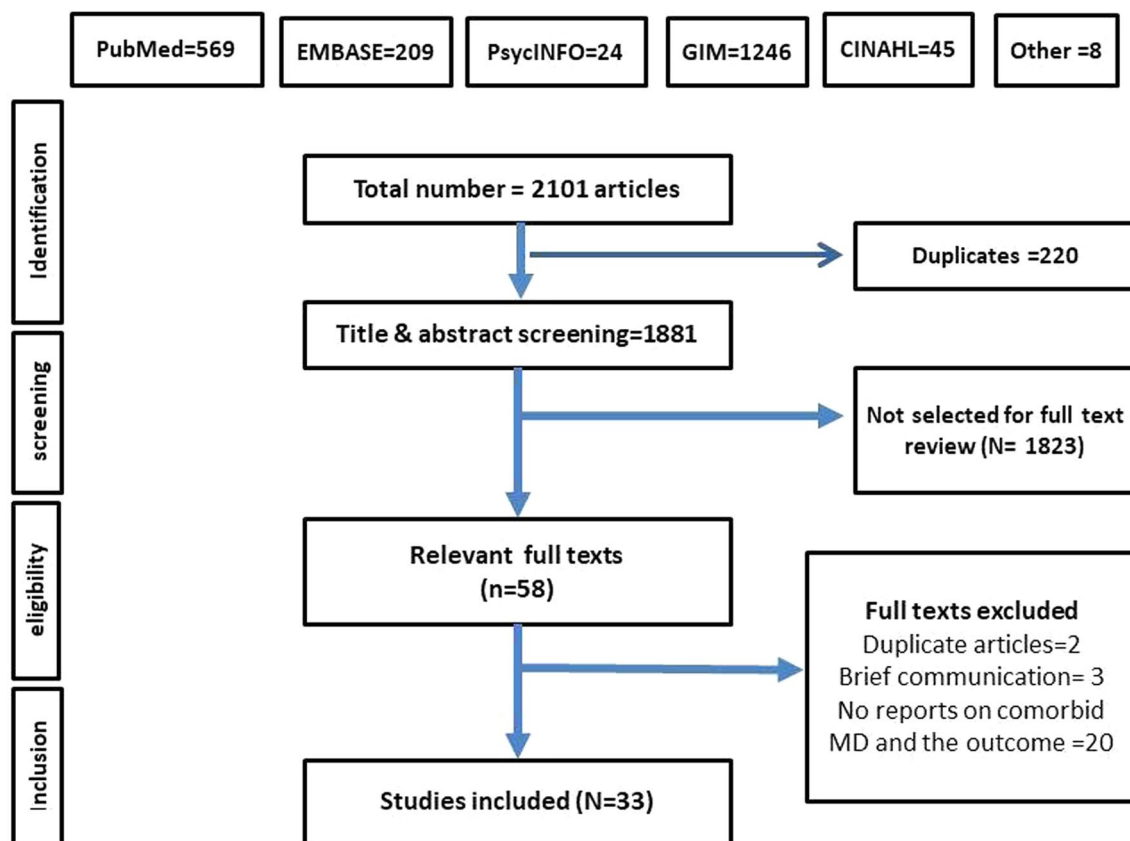 PubMed=569
EMBASE=209
PsycINFO=24
GIM=1246
CINAHL=45
Other =8
Identification
Total number = 2101 articles
Duplicates =220
Title & abstract screening=1881
screening
Not selected for full text
review (N= 1823)
eligibility
Relevant full texts
(n=58)
Full texts excluded
Duplicate articles=2
Brief communication= 3
No reports on comorbid
MD and the outcome =20
Inclusion
Studies included (N=33)